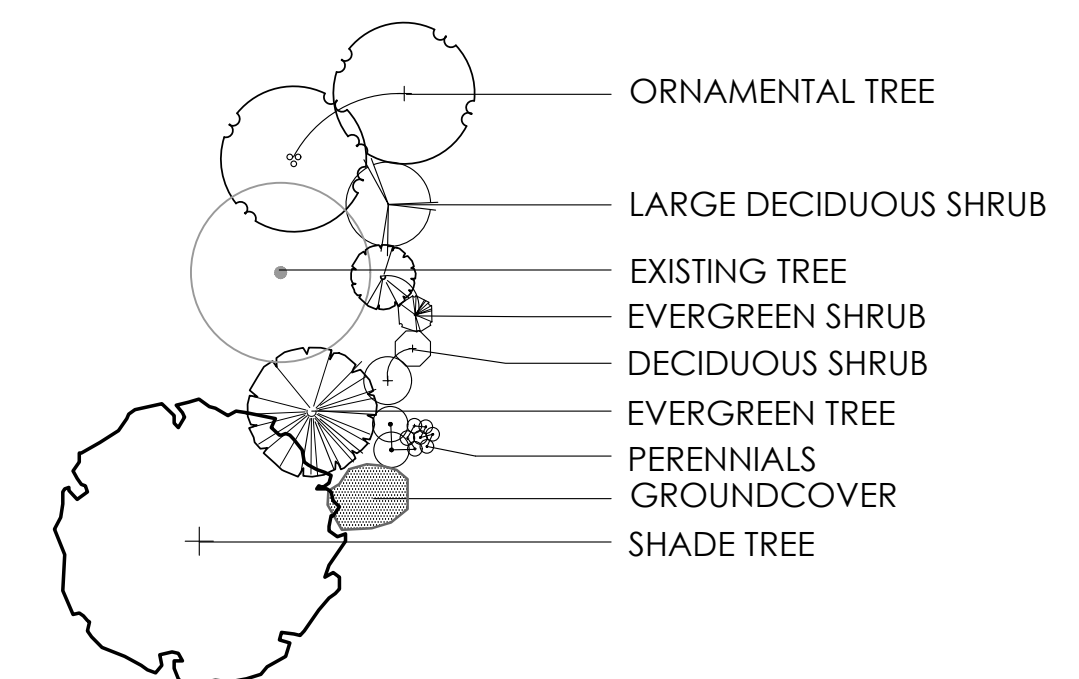 ORNAMENTAL TREE
LARGE DECIDUOUS SHRUB
EXISTING TREE
EVERGREEN SHRUB
DECIDUOUS SHRUB
EVERGREEN TREE
PERENNIALS
GROUNDCOVER
SHADE TREE